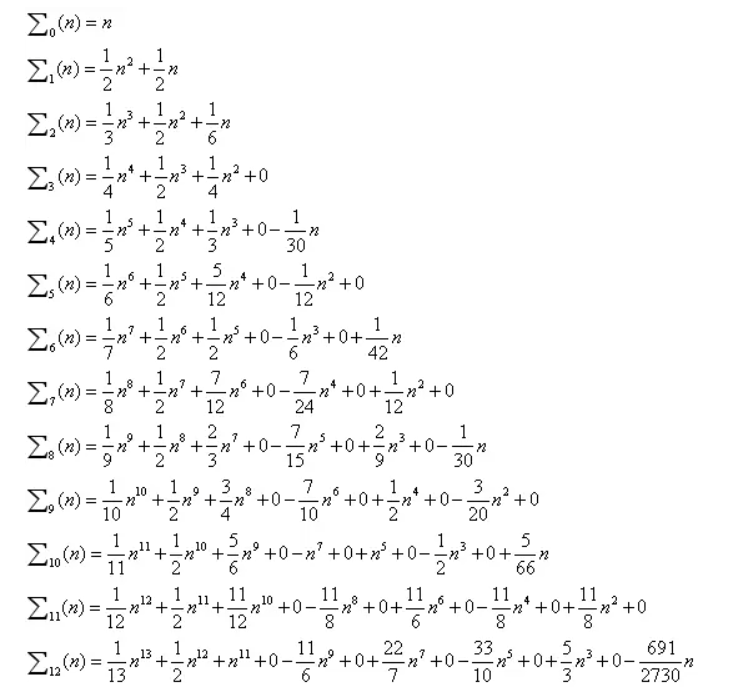 ∑₀(n) = n
∑₁(n) = 1/2 n² + 1/2 n
∑₂(n) = 1/3 n³ + 1/2 n² + 1/6 n
∑₃(n) = 1/4 n⁴ + 1/2 n³ + 1/4 n² + 0
∑₄(n) = 1/5 n⁵ + 1/2 n⁴ + 1/3 n³ + 0 − 1/30 n
∑₅(n) = 1/6 n⁶ + 1/2 n⁵ + 5/12 n⁴ + 0 − 1/12 n² + 0
∑₆(n) = 1/7 n⁷ + 1/2 n⁶ + 1/2 n⁵ + 0 − 1/6 n³ + 0 + 1/42 n
∑₇(n) = 1/8 n⁸ + 1/2 n⁷ + 7/12 n⁶ + 0 − 7/24 n⁴ + 0 + 1/12 n² + 0
∑₈(n) = 1/9 n⁹ + 1/2 n⁸ + 2/3 n⁷ + 0 − 7/15 n⁵ + 0 + 2/9 n³ + 0 − 1/30 n
∑₉(n) = 1/10 n¹⁰ + 1/2 n⁹ + 3/4 n⁸ + 0 − 7/10 n⁶ + 0 + 1/2 n⁴ + 0 − 3/20 n² + 0
∑₁₀(n) = 1/11 n¹¹ + 1/2 n¹⁰ + 5/6 n⁹ + 0 − n⁷ + 0 + n⁵ + 0 − 1/2 n³ + 0 + 5/66 n
∑₁₁(n) = 1/12 n¹² + 1/2 n¹¹ + 11/12 n¹⁰ + 0 − 11/8 n⁸ + 0 + 11/6 n⁶ + 0 − 11/8 n⁴ + 0 + 11/8 n² + 0
∑₁₂(n) = 1/13 n¹³ + 1/2 n¹² + n¹¹ + 0 − 11/6 n⁹ + 0 + 22/7 n⁷ + 0 − 33/10 n⁵ + 0 + 5/3 n³ + 0 − 691/2730 n